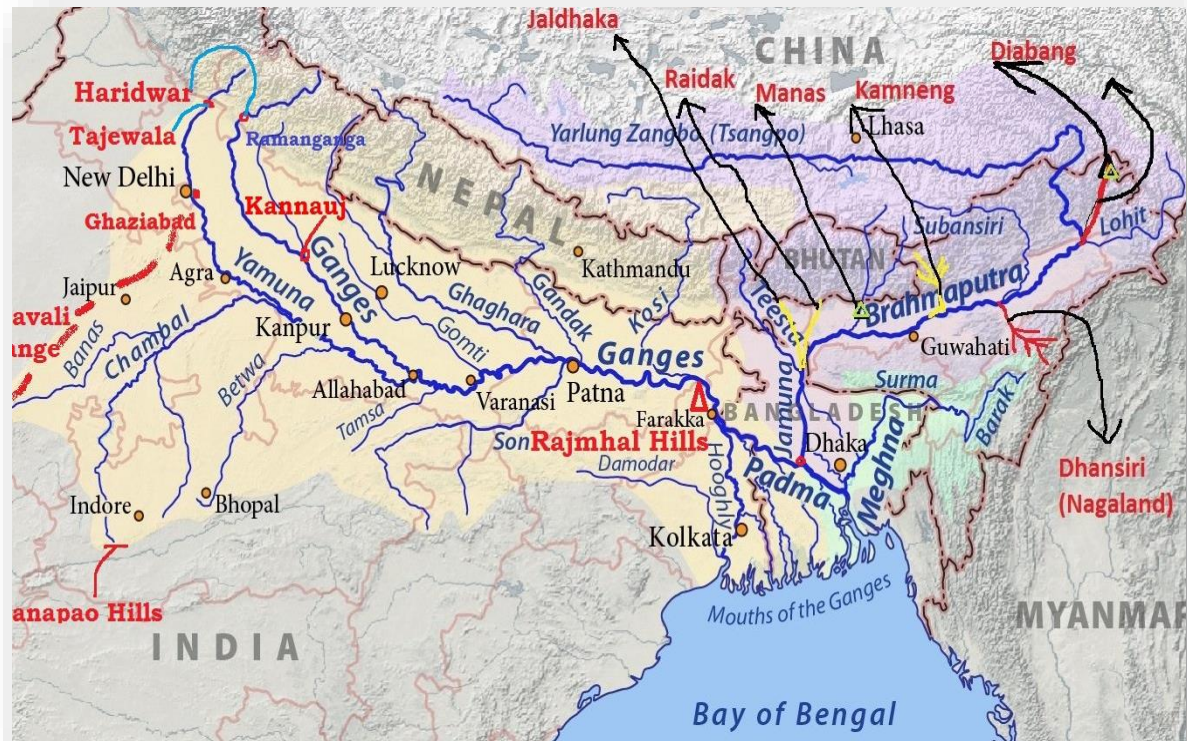 Jaldhaka
CHINA
Diabang
Raidak
Manas
Kamneng
Haridwar
Tajewala
Ramanganga
Yarlung Zangbo (Tsangpo)
Lhasa
New Delhi
NEPAL
Ghaziabad
Kannauj
Subansiri
Lohit
BHUTAN
Kathmandu
Agra
Yamuna
Ganges
Lucknow
Ghaghara
Gandak
Kosi
Teesta
Brahmaputra
Jaipur
avali
ange
Banas
Chambal
Kanpur
Gomti
Guwahati
Betwa
Allahabad
Varanasi
Patna
Ganges
Surma
Barak
Tamsa
Son
Rajmhal Hills
Farakka
BANGLADESH
Jamuna
Dhaka
Meghna
Damodar
Hooghly
Padma
Dhansiri
(Nagaland)
Indore
Bhopal
Kolkata
anapao Hills
Mouths of the Ganges
MYANMAR
INDIA
Bay of Bengal